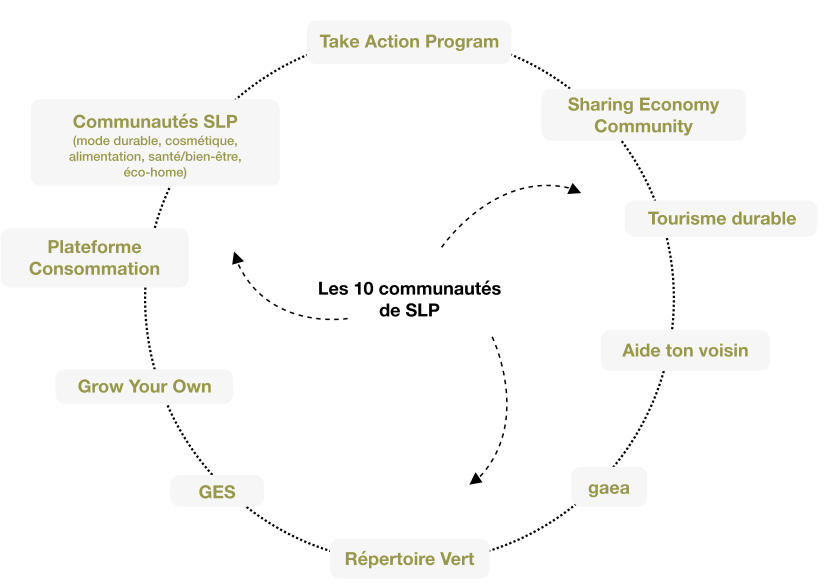 Take Action Program
Sharing Economy
Community
Communautés SLP
(mode durable, cosmétique,
alimentation, santé/bien-être,
éco-home)
Tourisme durable
Plateforme
Consommation
Les 10 communautés
de SLP
Aide ton voisin
Grow Your Own
gaea
GES
Répertoire Vert